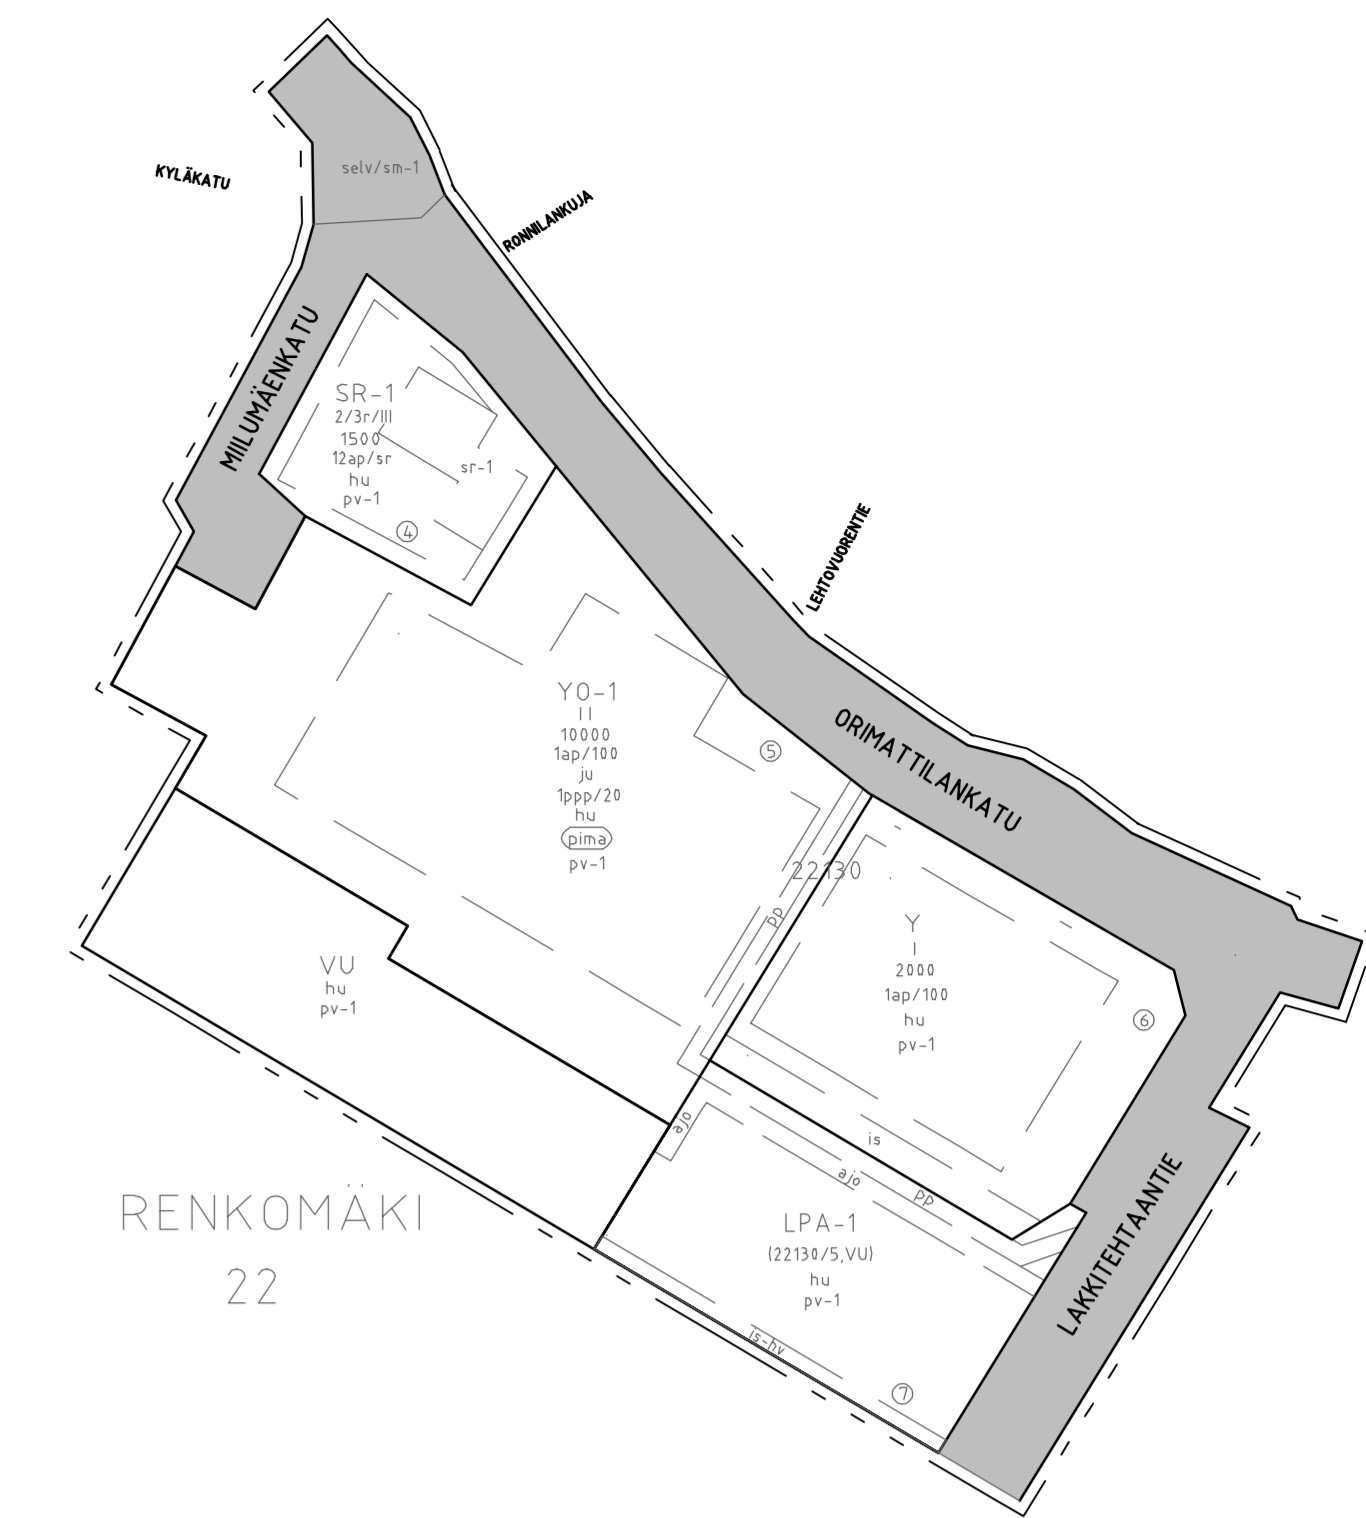 selv/sm-1
KYLÄKATU
RONNILANKUJA
MIILUMÄENKATU
SR-1
2/3r/III
1500
12ap/sr
hu
pv-1
sr-1
4
LEHTOVUORENTIE
YO-1
II
10000
1ap/100
ju
1ppp/20
hu
pima
pv-1
5
ORIMATTILANKATU
22130
pp
Y
I
2000
1ap/100
hu
pv-1
6
VU
hu
pv-1
ajo
is
ajo
pp
LPA-1
(22130/5,VU)
hu
pv-1
is-hv
7
LAKKITEHTAANTIE
RENKOMÄKI
22